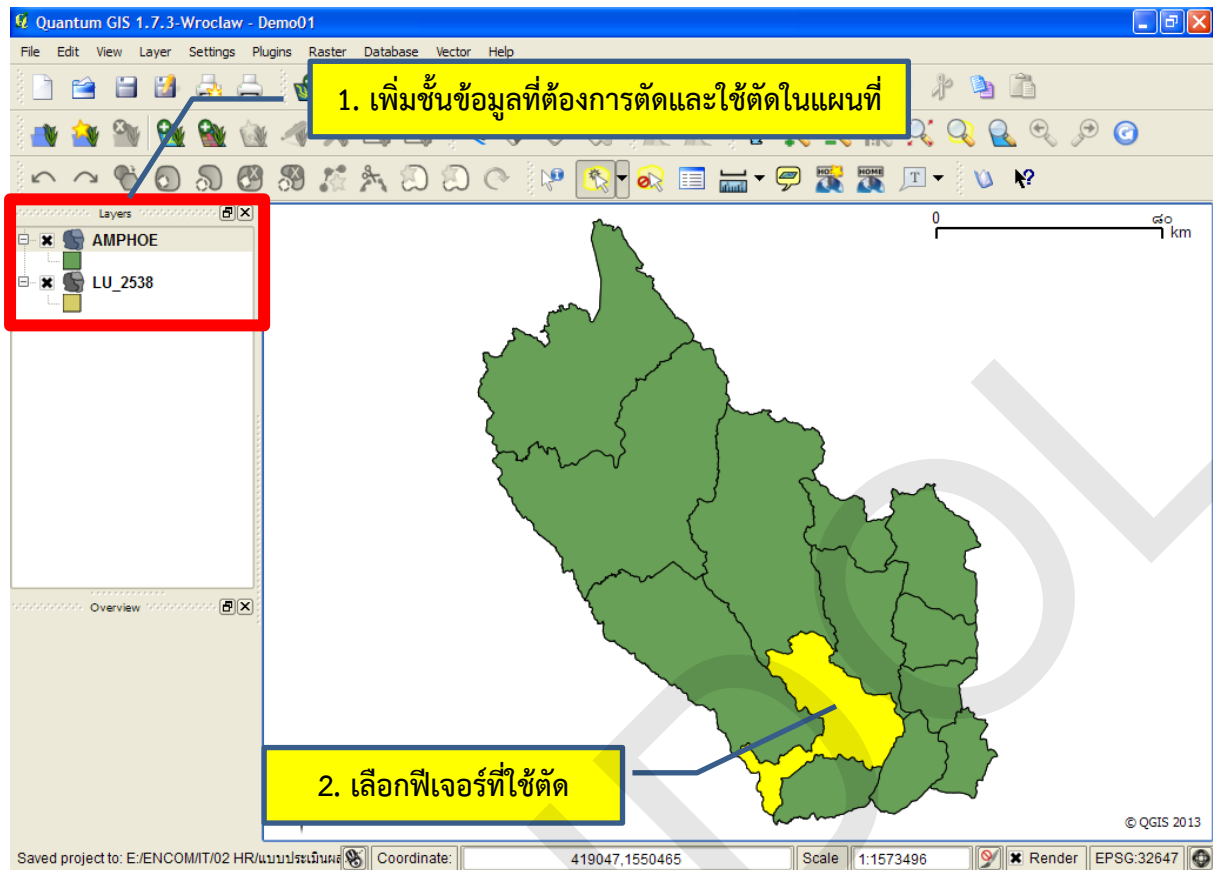 Quantum GIS 1.7.3-Wroclaw - Demo01
File Edit View Layer Settings Plugins Raster Database Vector Help
1. เพิ่มชั้นข้อมูลที่ต้องการตัดและใช้ตัดในแผนที่
Layers
AMPHOE
LU_2538
0 ๘๐
km
Overview
2. เลือกฟีเจอร์ที่ใช้ตัด
© QGIS 2013
Saved project to: E:/ENCOM/IT/02 HR/แบบประเมินผล
Coordinate: 419047,1550465 Scale 1:1573496 Render EPSG:32647